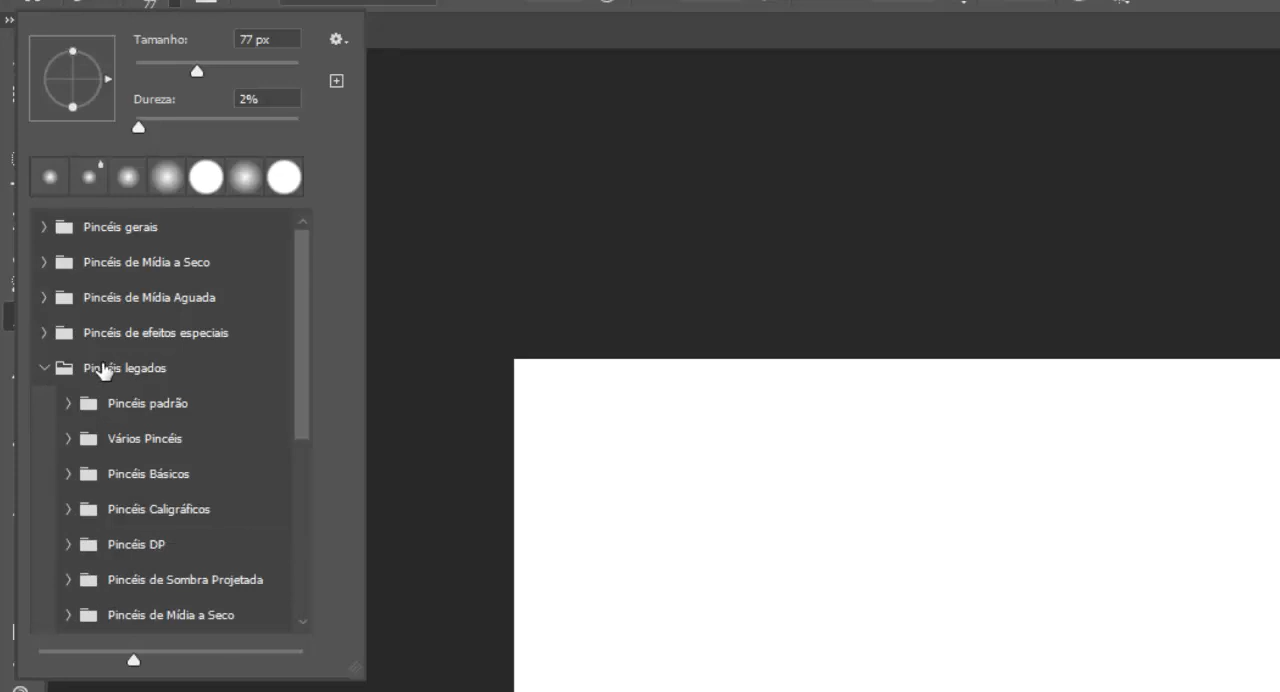 77
Tamanho:
77 px
Dureza:
2%
Pincéis gerais
Pincéis de Mídia a Seco
Pincéis de Mídia Aguada
Pincéis de efeitos especiais
Pincéis legados
Pincéis padrão
Vários Pincéis
Pincéis Básicos
Pincéis Caligráficos
Pincéis DP
Pincéis de Sombra Projetada
Pincéis de Mídia a Seco